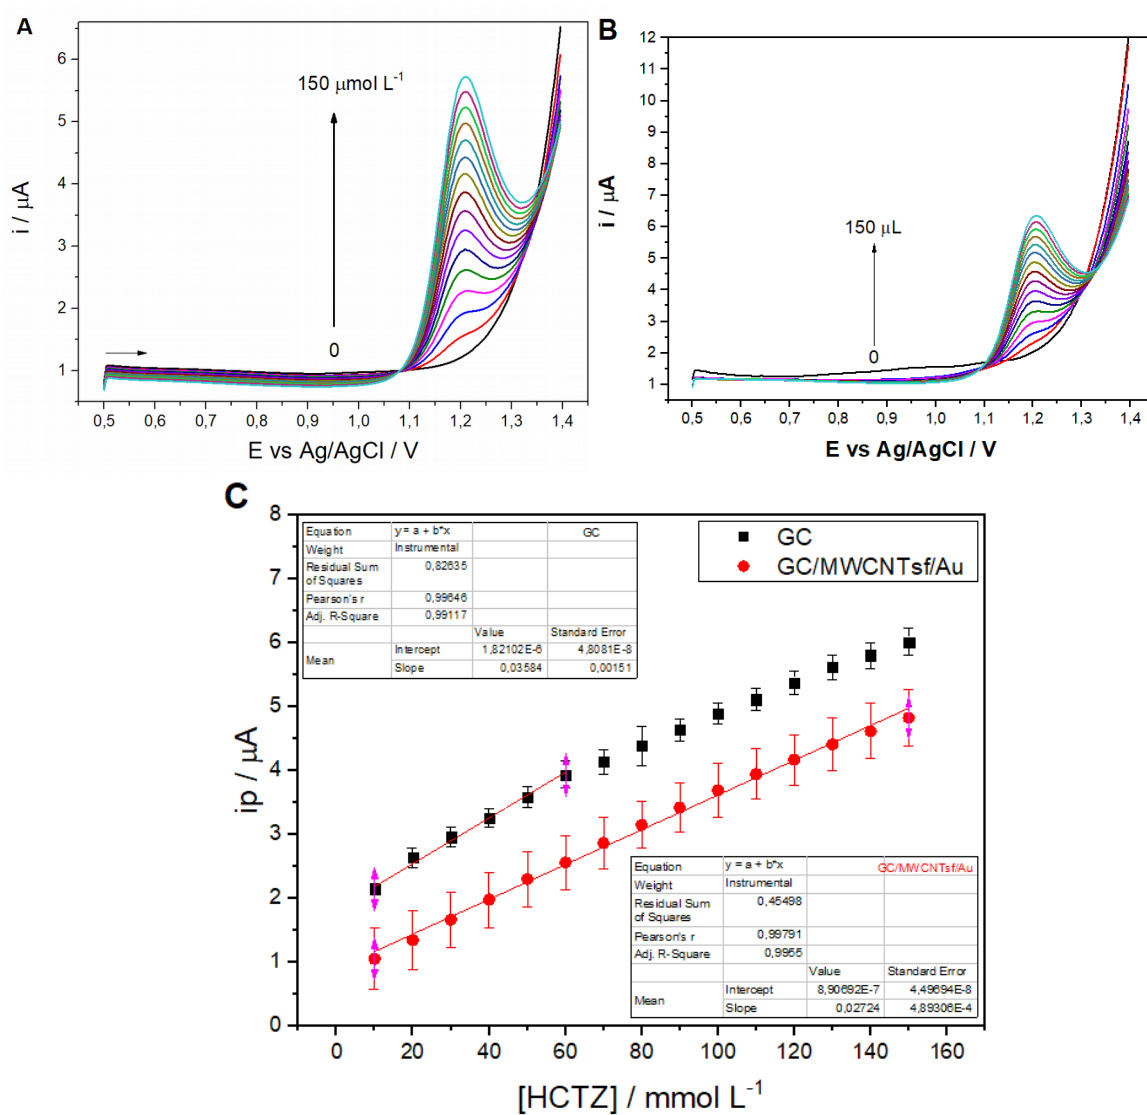 A
150 μmol L-1
0
i / μA
6
5
4
3
2
1
0,5 0,6 0,7 0,8 0,9 1,0 1,1 1,2 1,3 1,4
E vs Ag/AgCl / V
B
150 μL
0
i / μA
12
11
10
9
8
7
6
5
4
3
2
1
0,5 0,6 0,7 0,8 0,9 1,0 1,1 1,2 1,3 1,4
E vs Ag/AgCl / V
C
GC
GC/MWCNTsf/Au
Equation y = a + b*x GC
Weight Instrumental
Residual Sum of Squares 0,82635
Pearson's r 0,99646
Adj. R-Square 0,99117
Value Standard Error
Mean Intercept 1,82102E-6 4,8081E-8
Slope 0,03584 0,00151
Equation y = a + b*x GC/MWCNTsf/Au
Weight Instrumental
Residual Sum of Squares 0,45498
Pearson's r 0,99791
Adj. R-Square 0,9955
Value Standard Error
Mean Intercept 8,90692E-7 4,49694E-8
Slope 0,02724 4,89306E-4
ip / μA
8
7
6
5
4
3
2
1
0
0 20 40 60 80 100 120 140 160
[HCTZ] / mmol L-1